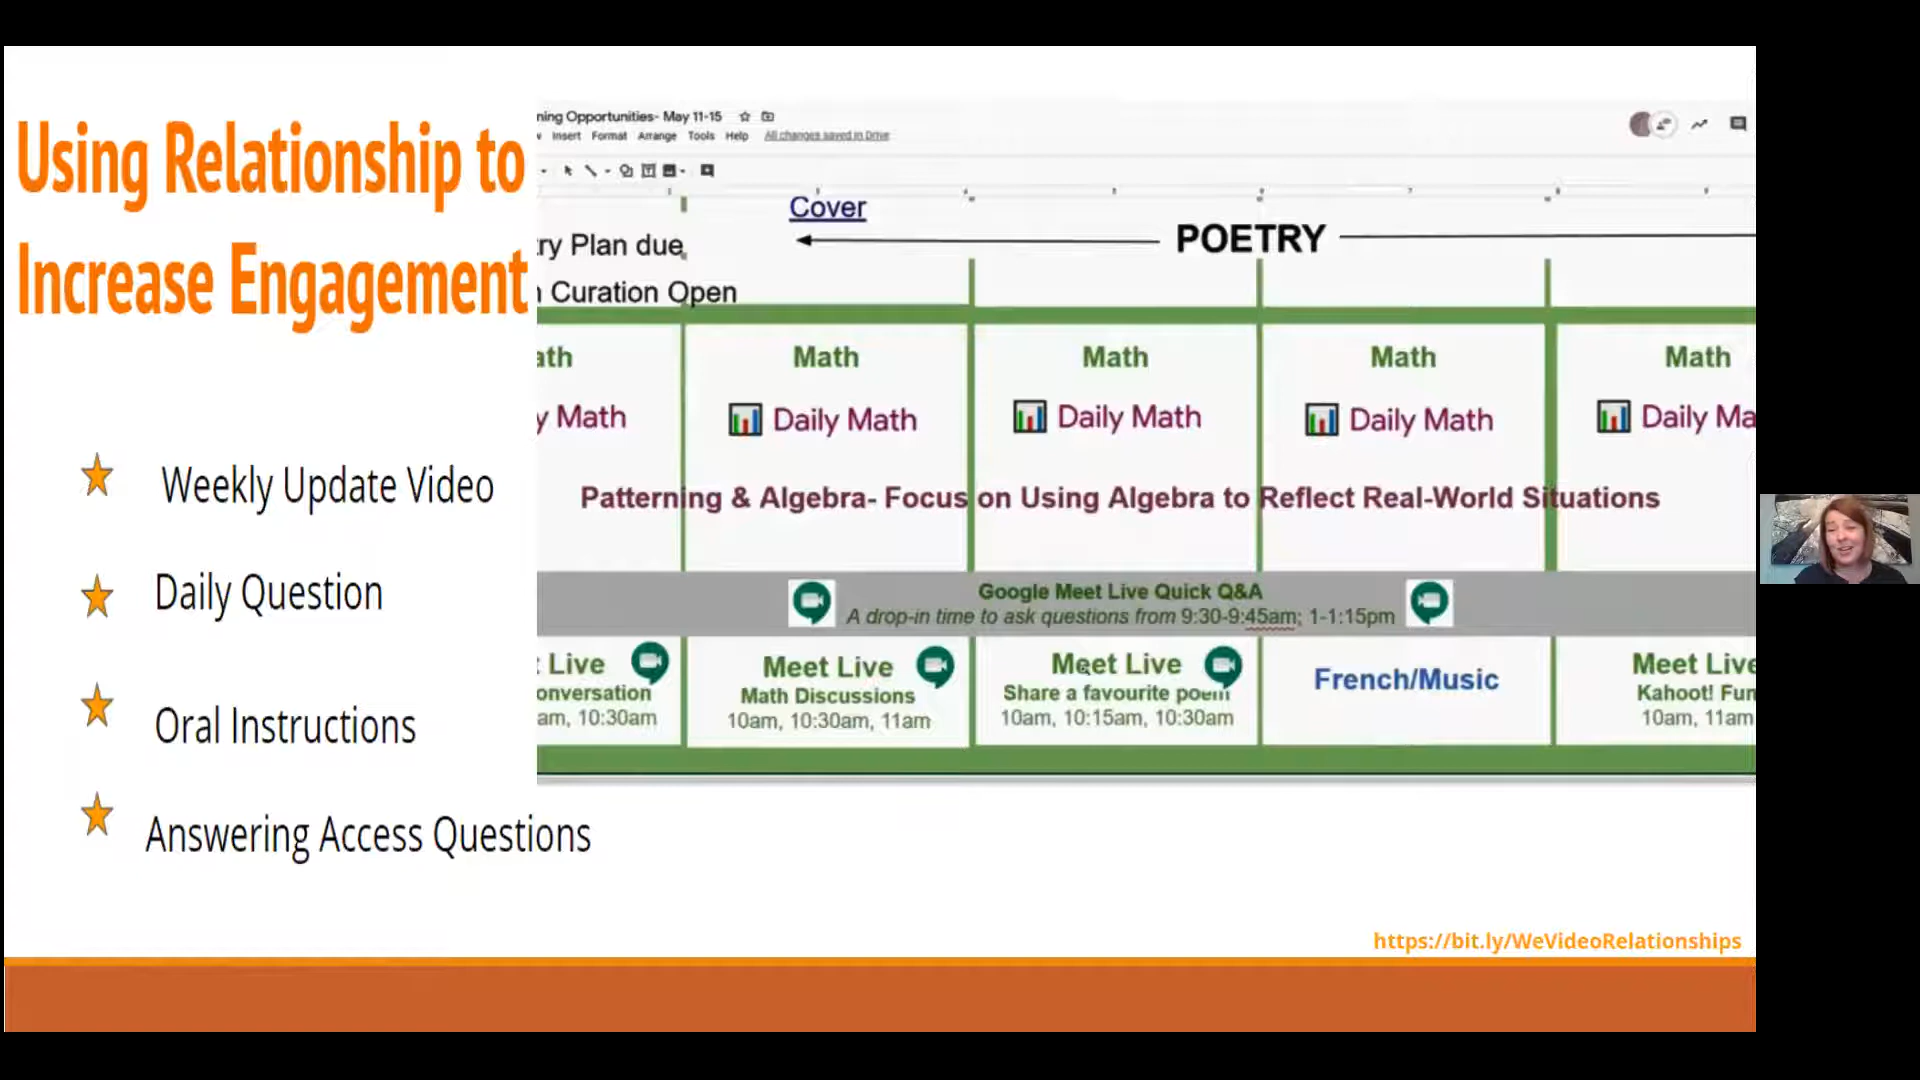 Using Relationship to
Increase Engagement
Weekly Update Video
Daily Question
Oral Instructions
Answering Access Questions
ning Opportunities- May 11-15
Insert Format Arrange Tools Help All changes saved in Drive
Cover
POETRY
ry Plan due
n Curation Open
ath Math Math Math Math
y Math Daily Math Daily Math Daily Math Daily Ma
Patterning & Algebra- Focus on Using Algebra to Reflect Real-World Situations
Google Meet Live Quick Q&A
A drop-in time to ask questions from 9:30-9:45am; 1-1:15pm
t Live
onversation
am, 10:30am
Meet Live
Math Discussions
10am, 10:30am, 11am
Meet Live
Share a favourite poem
10am, 10:15am, 10:30am
French/Music
Meet Live
Kahoot! Fun
10am, 11am
https://bit.ly/WeVideoRelationships